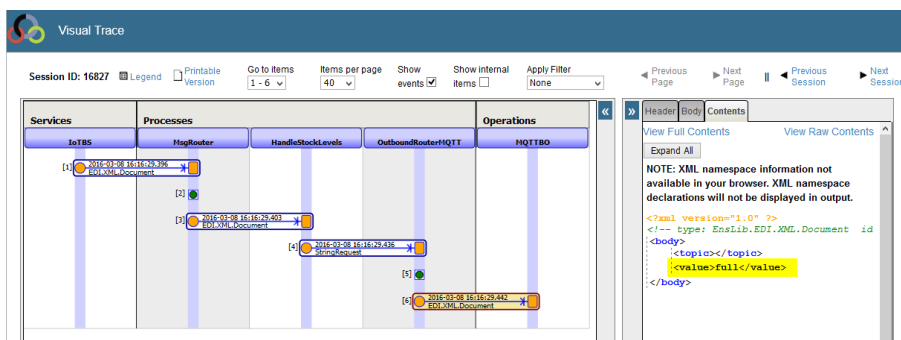 Visual Trace
Session ID: 16827
Legend
Printable
Version
Go to items
1 - 6
Items per page
40
Show
events
Show internal
items
Apply Filter
None
Previous
Page
Next
Page
||
Previous
Session
Next
Session
Services
Processes
Operations
IoTBS
MsgRouter
HandleStockLevels
OutboundRouterMQTT
MQTTBO
[1]
2016-03-08 16:16:29.396
EDI.XML.Document
[2]
[3]
2016-03-08 16:16:29.403
EDI.XML.Document
[4]
2016-03-08 16:16:29.436
StringRequest
[5]
[6]
2016-03-08 16:16:29.442
EDI.XML.Document
«
»
Header Body Contents
View Full Contents View Raw Contents
Expand All
NOTE: XML namespace information not
available in your browser. XML namespace
declarations will not be displayed in output.
<?xml version="1.0" ?>
<!-- type: EnsLib.EDI.XML.Document id
<body>
<topic></topic>
<value>full</value>
</body>